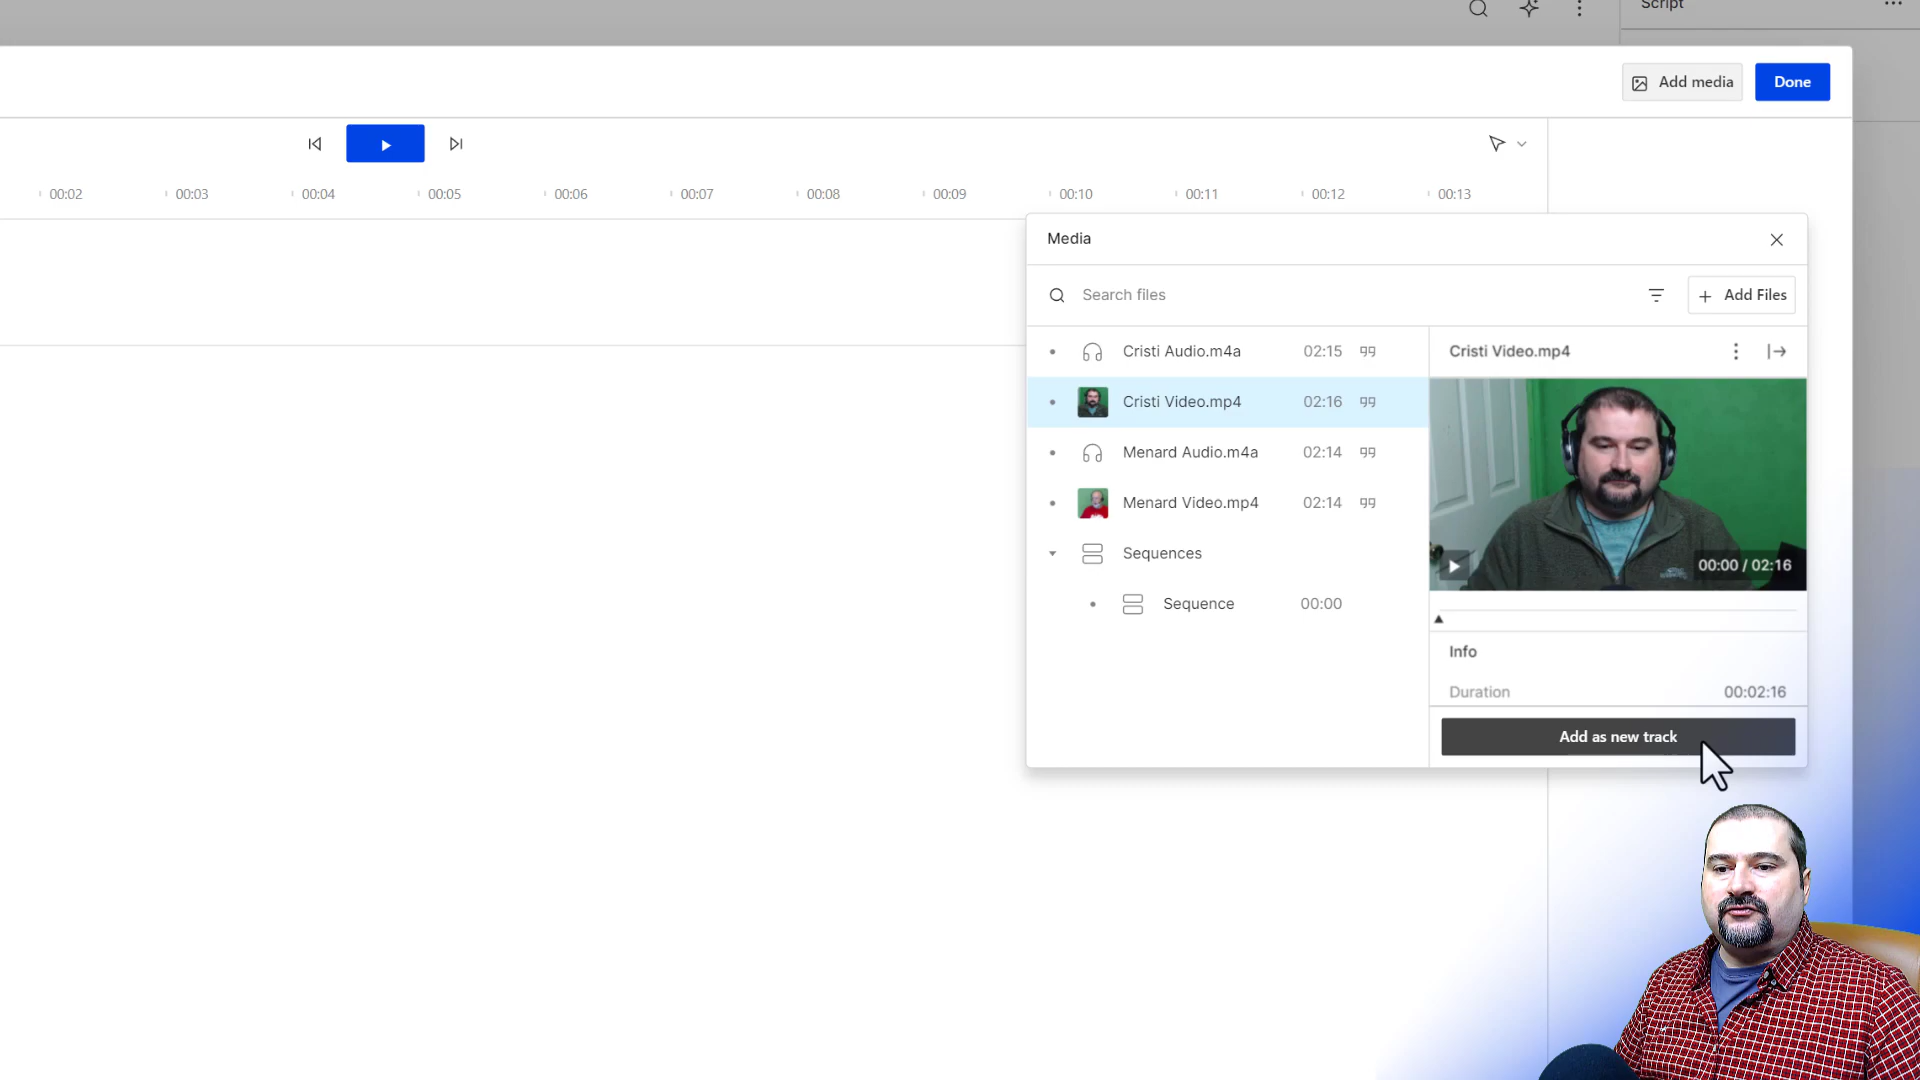 Script
Add media
Done
00:02 00:03 00:04 00:05 00:06 00:07 00:08 00:09 00:10 00:11 00:12 00:13
Media
Search files
Add Files
Cristi Audio.m4a 02:15
Cristi Video.mp4
Cristi Video.mp4 02:16
Menard Audio.m4a 02:14
Menard Video.mp4 02:14
00:00 / 02:16
Sequences
Sequence 00:00
Info
Duration 00:02:16
Add as new track